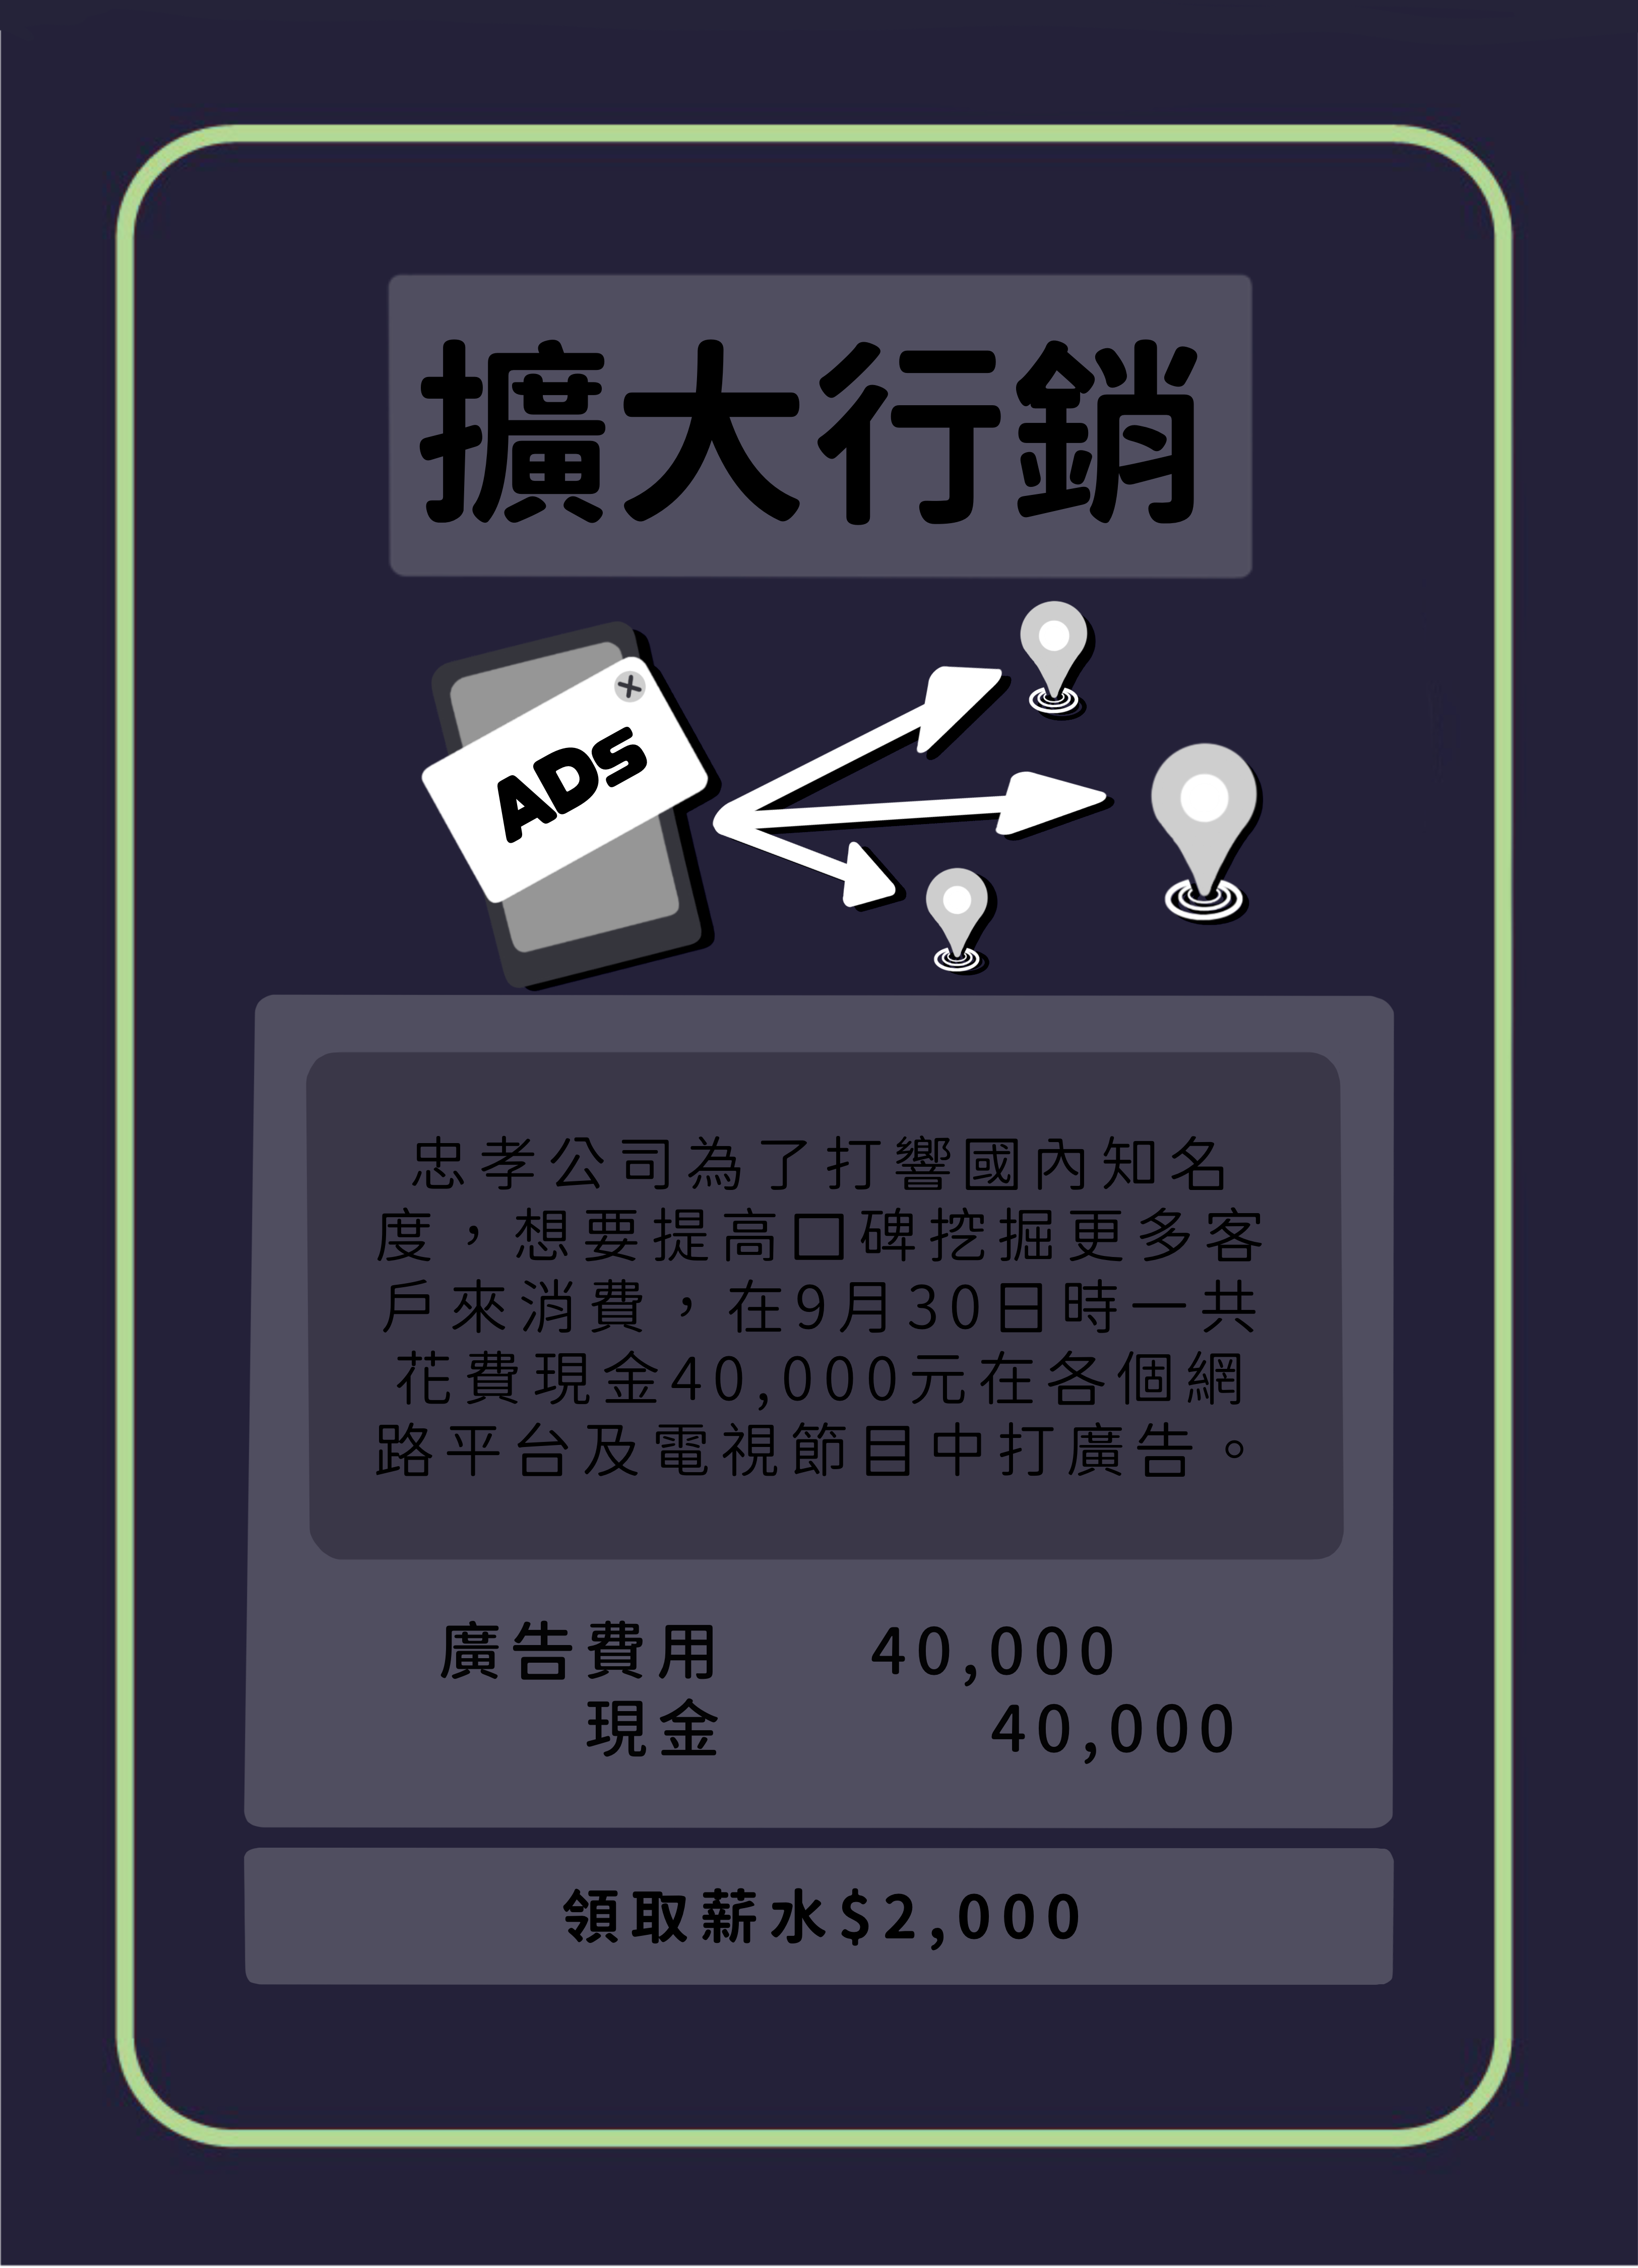 擴大行銷
ADs
忠孝公司為了打響國內知名
度，想要提高口碑挖掘更多客
戶來消費，在9月30日時一共
花費現金40,000元在各個網
路平台及電視節目中打廣告。
廣告費用 40,000
現金 40,000
領取薪水$2,000